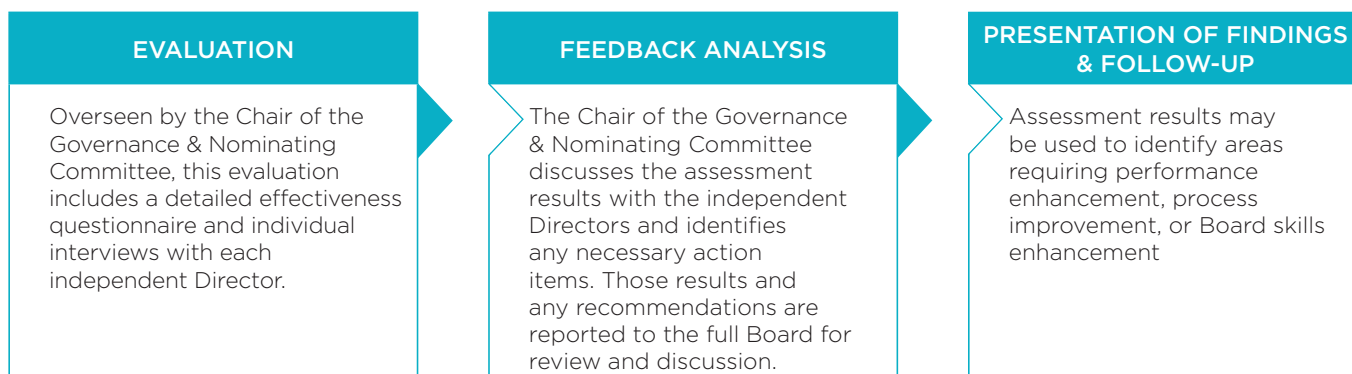 EVALUATION
Overseen by the Chair of the
Governance & Nominating
Committee, this evaluation
includes a detailed effectiveness
questionnaire and individual
interviews with each
independent Director.
FEEDBACK ANALYSIS
The Chair of the Governance
& Nominating Committee
discusses the assessment
results with the independent
Directors and identifies
any necessary action
items. Those results and
any recommendations are
reported to the full Board for
review and discussion.
PRESENTATION OF FINDINGS
& FOLLOW-UP
Assessment results may
be used to identify areas
requiring performance
enhancement, process
improvement, or Board skills
enhancement